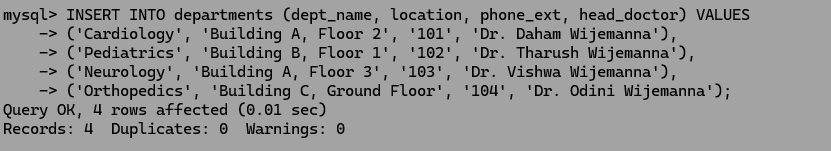 mysql> INSERT INTO departments (dept_name, location, phone_ext, head_doctor) VALUES
    -> ('Cardiology', 'Building A, Floor 2', '101', 'Dr. Daham Wijemanna'),
    -> ('Pediatrics', 'Building B, Floor 1', '102', 'Dr. Tharush Wijemanna'),
    -> ('Neurology', 'Building A, Floor 3', '103', 'Dr. Vishwa Wijemanna'),
    -> ('Orthopedics', 'Building C, Ground Floor', '104', 'Dr. Odini Wijemanna');
Query OK, 4 rows affected (0.01 sec)
Records: 4  Duplicates: 0  Warnings: 0